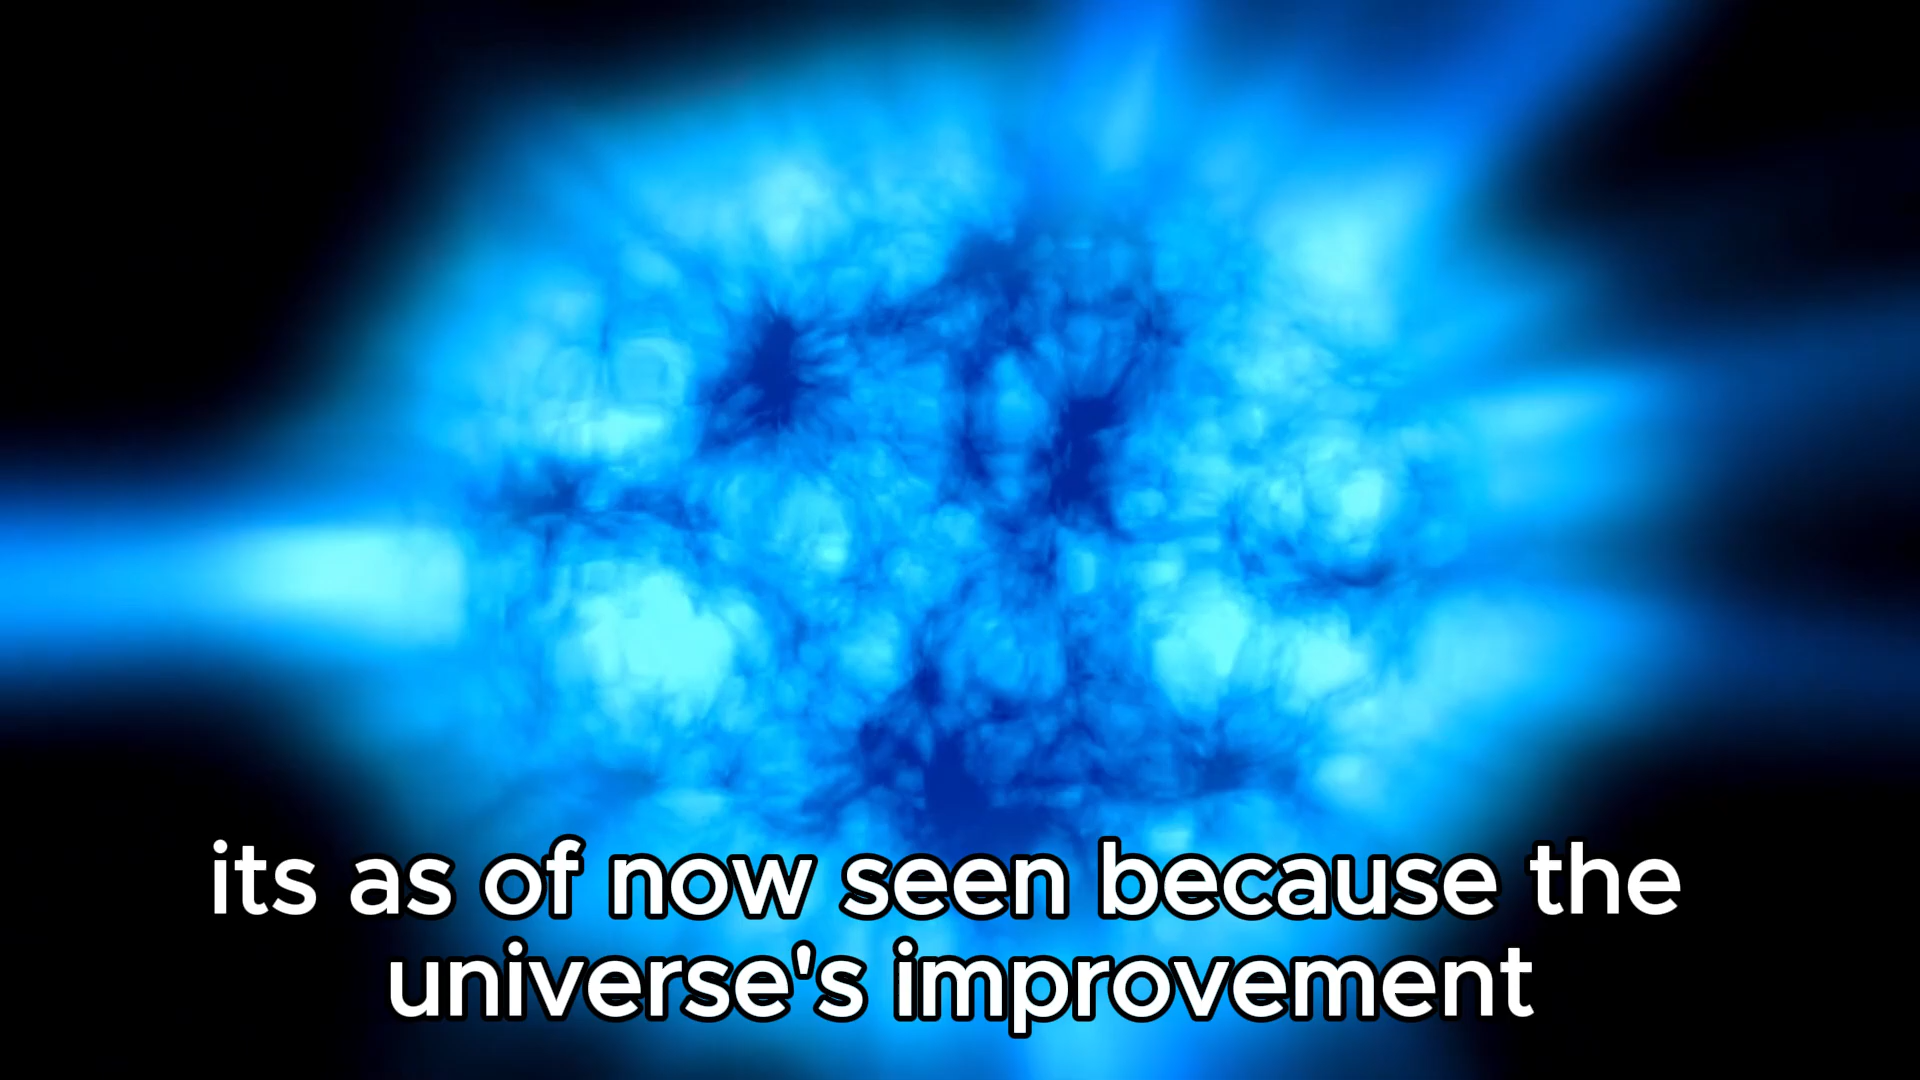 its as of now seen because the
universe's improvement